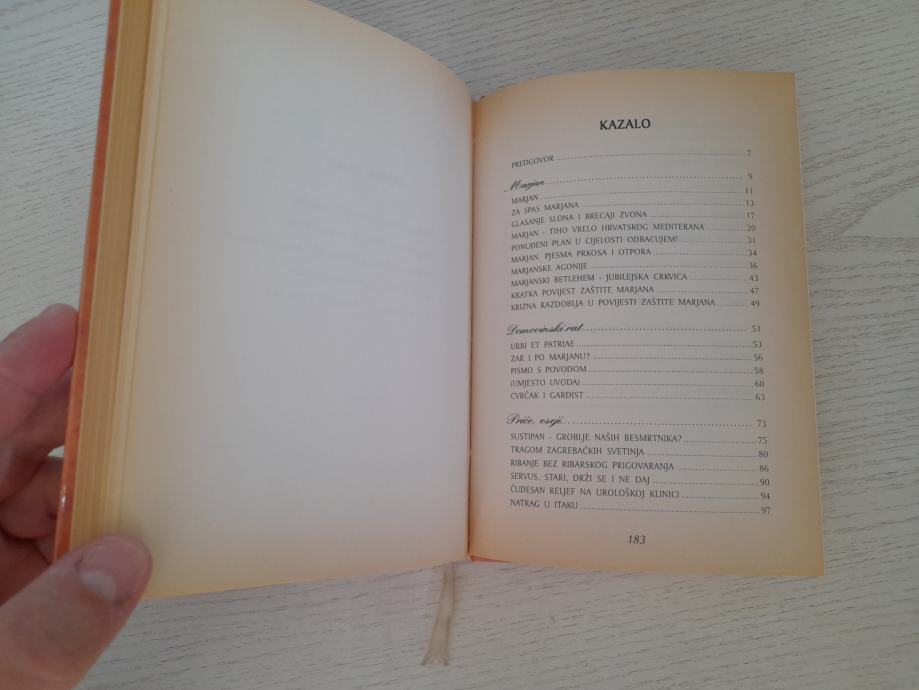 KAZALO
PREDGOVOR ........ 7
Marjan ........ 9
MARJAN ........ 11
ZA SPAS MARJANA ........ 13
GLASANJE SLONA I BRECAJI ZVONA ........ 17
MARJAN - TIHO VRELO HRVATSKOG MEDITERANA ........ 20
PONUĐENI PLAN U CIJELOSTI ODBACUJEM! ........ 31
MARJAN, PJESMA PRKOSA I OTPORA ........ 34
MARJANSKE AGONIJE ........ 36
MARJANSKI BETLEHEM - JUBILEJSKA CRKVICA ........ 43
KRATKA POVIJEST ZAŠTITE MARJANA ........ 47
KRIZNA RAZDOBLJA U POVIJESTI ZAŠTITE MARJANA ........ 49
Domovinski rat ........ 51
URBI ET PATRIAE ........ 53
ZAR I PO MARJANU? ........ 56
PISMO S POVODOM ........ 58
(UMJESTO UVODA) ........ 60
CVRČAK I GARDIST ........ 63
Priče, eseji... ........ 73
SUSTIPAN - GROBLJE NAŠIH BESMRTNIKA? ........ 75
TRAGOM ZAGREBAČKIH SVETINJA ........ 80
RIBANJE BEZ RIBARSKOG PRIGOVARANJA ........ 86
SERVUS, STARI, DRŽI SE I NE DAJ ........ 90
ČUDESAN RELJEF NA UROLOŠKOJ KLINICI ........ 94
NATRAG U ITAKU ........ 97
183